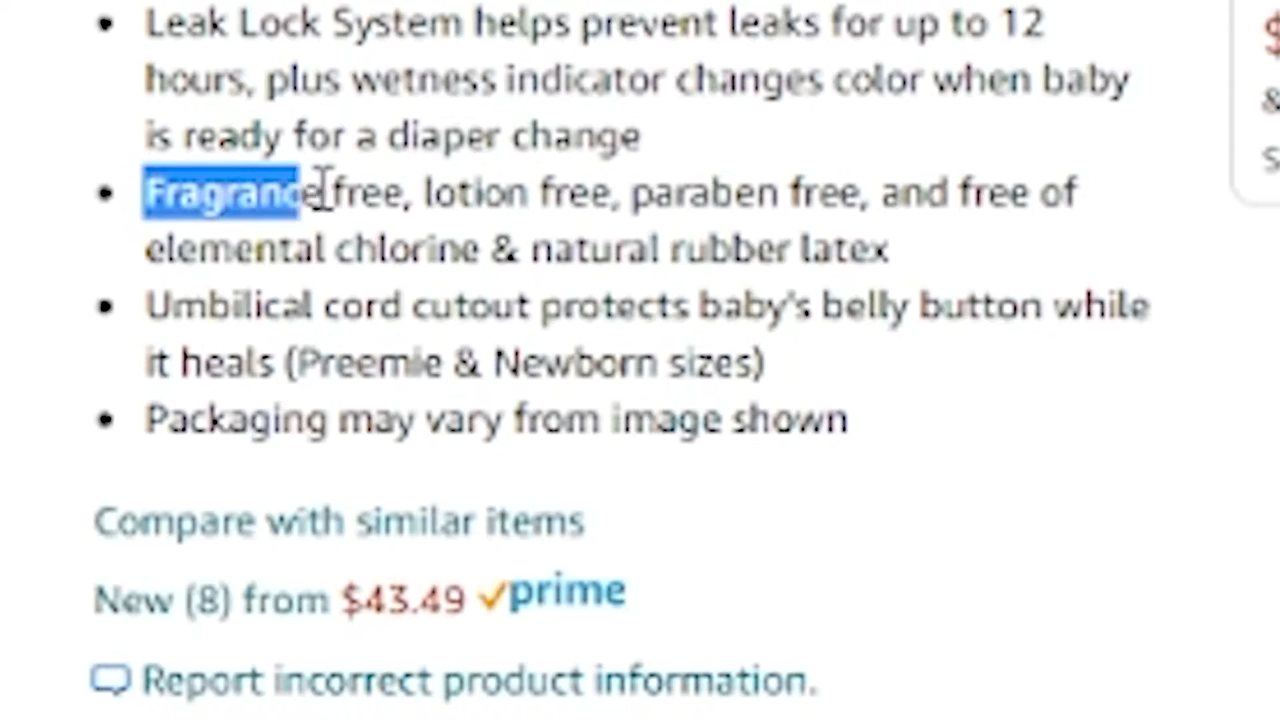 Leak Lock System helps prevent leaks for up to 12
hours, plus wetness indicator changes color when baby
is ready for a diaper change
Fragrance free, lotion free, paraben free, and free of
elemental chlorine & natural rubber latex
Umbilical cord cutout protects baby's belly button while
it heals (Preemie & Newborn sizes)
Packaging may vary from image shown
Compare with similar items
New (8) from $43.49 prime
Report incorrect product information.
$
&